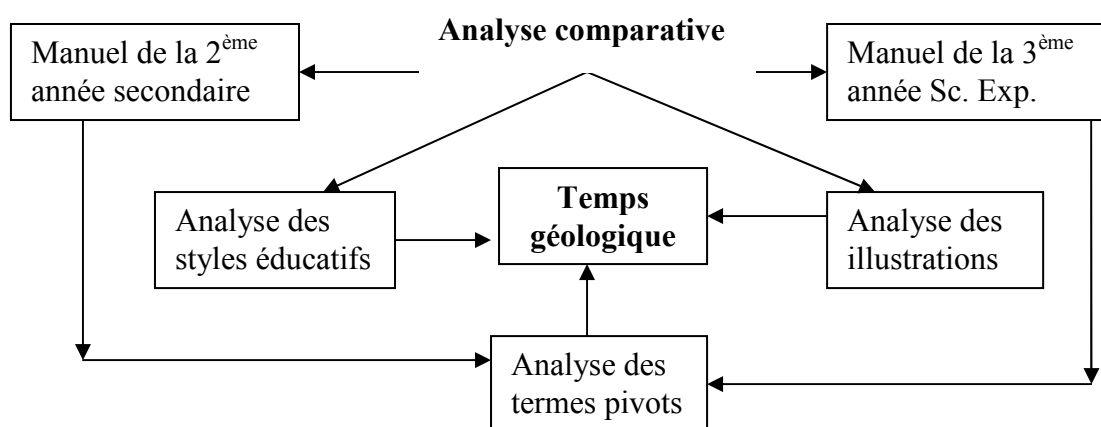 Analyse comparative
Manuel de la 2ème
année secondaire
Manuel de la 3ème
année Sc. Exp.
Analyse des
styles éducatifs
Temps
géologique
Analyse des
illustrations
Analyse des
termes pivots